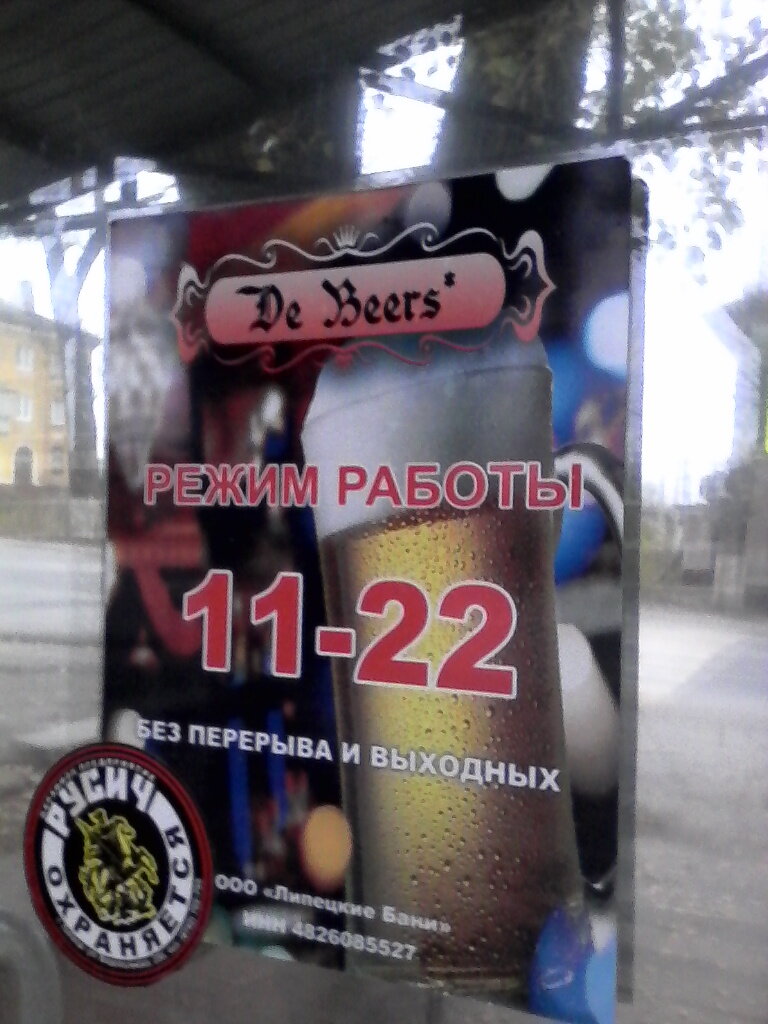 De Beers*
РЕЖИМ РАБОТЫ
11-22
БЕЗ ПЕРЕРЫВА И ВЫХОДНЫХ
РУСИЧ
ОХРАНЯЕТСЯ
ООО «Липецкие Бани»
ИНН 4826085527